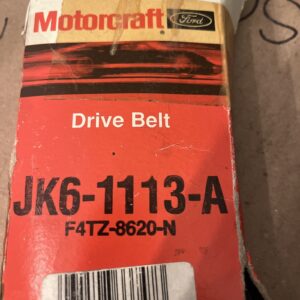 Motorcraft
Ford
Drive Belt
JK6-1113-A
F4TZ-8620-N